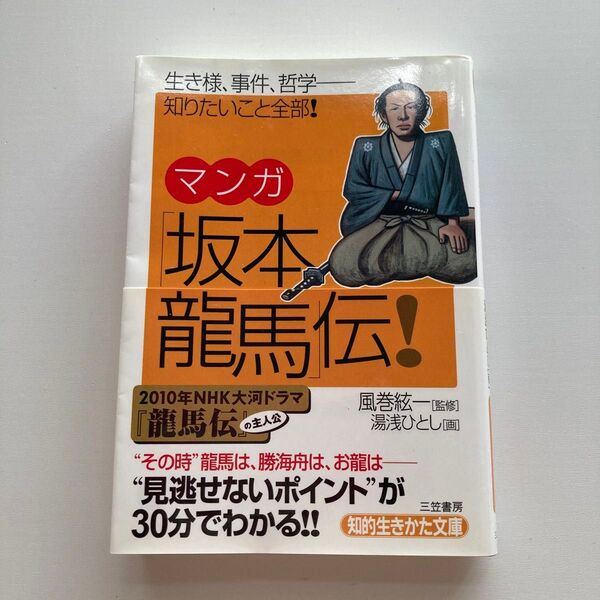 生き様、事件、哲学――
知りたいこと全部!
マンガ
「坂本
龍馬」伝!
2010年NHK大河ドラマ
『龍馬伝』の主人公
風巻絃一[監修]
湯浅ひとし[画]
“その時”龍馬は、勝海舟は、お龍は――
“見逃せないポイント”が
30分でわかる!!
三笠書房
知的生きかた文庫